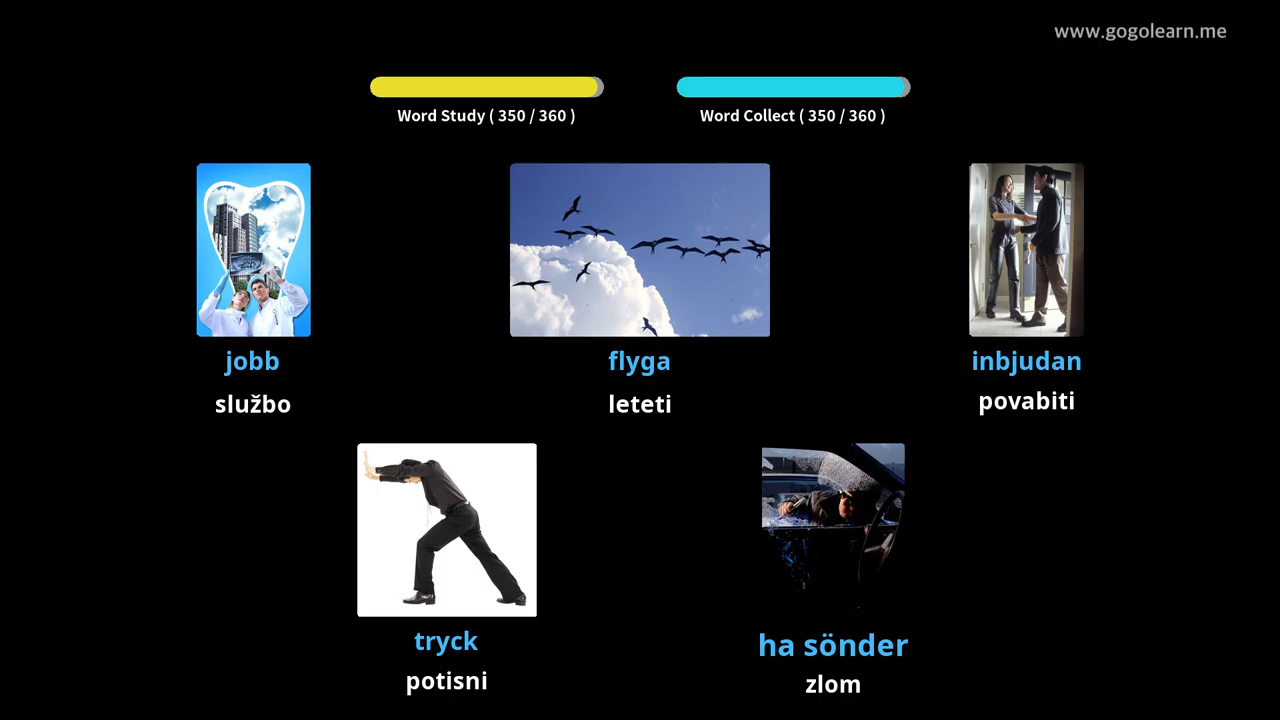 www.gogolearn.me
Word Study ( 350 / 360 )
Word Collect ( 350 / 360 )
jobb
flyga
inbjudan
službo
leteti
povabiti
tryck
ha sönder
potisni
zlom